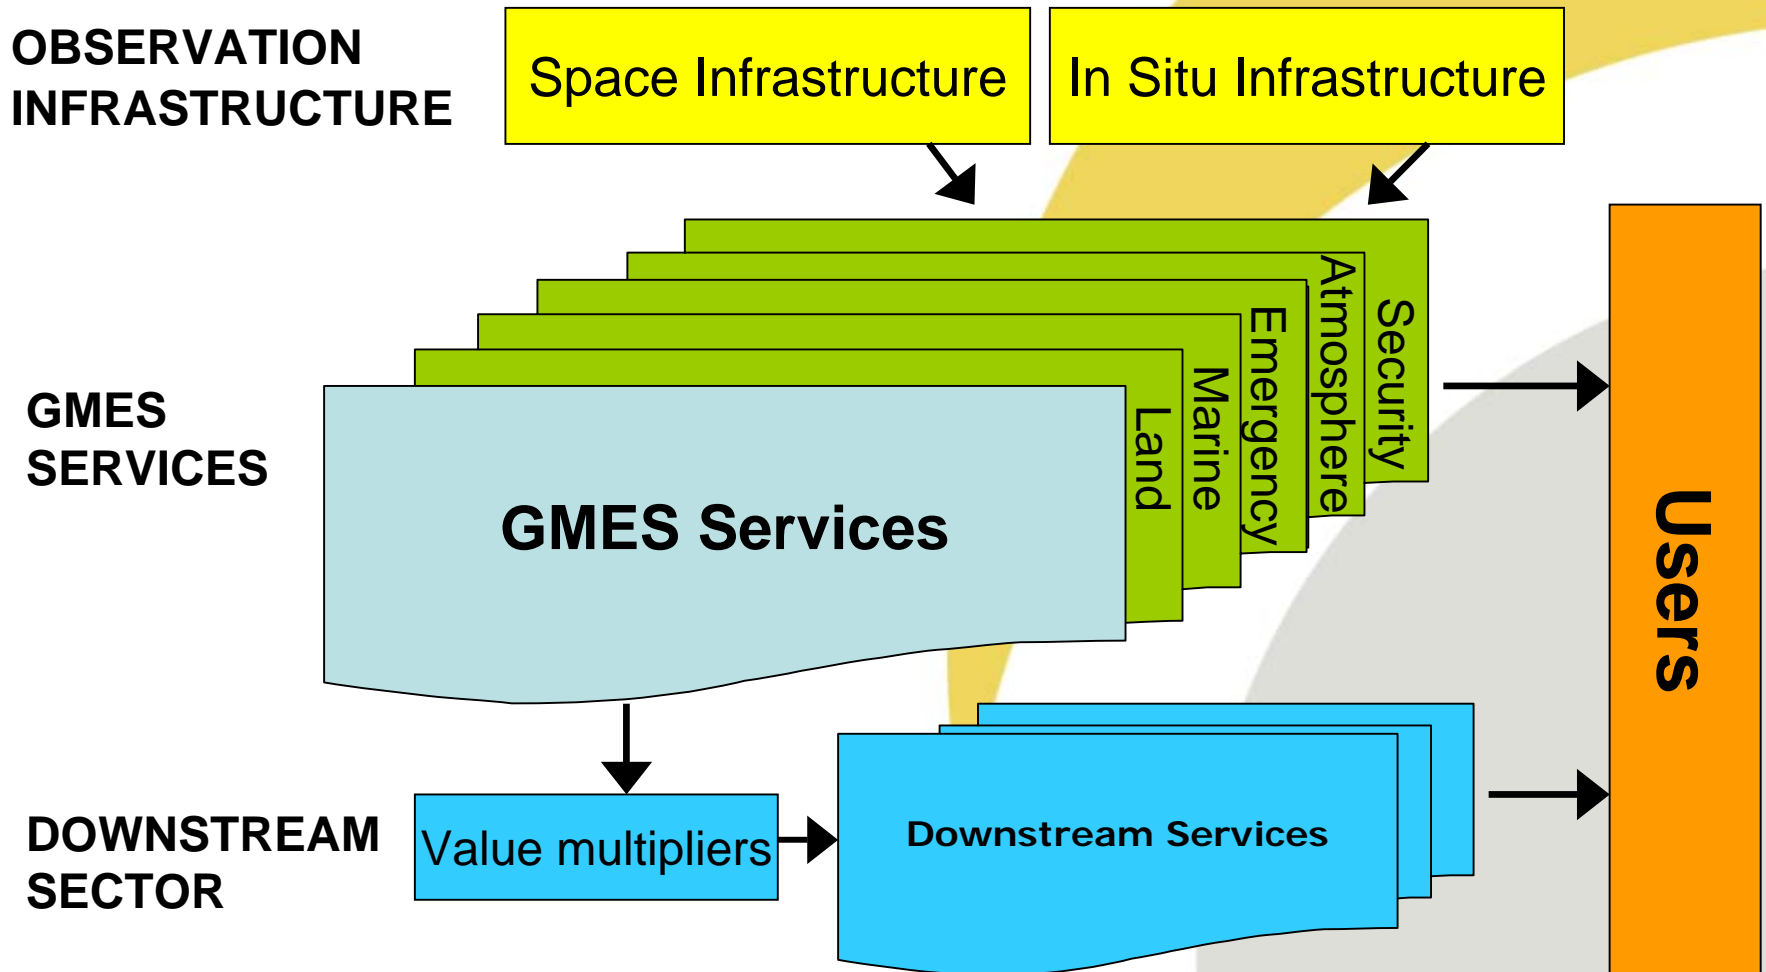 OBSERVATION
INFRASTRUCTURE
Space Infrastructure
In Situ Infrastructure
GMES
SERVICES
GMES Services
Land
Marine
Emergency
Atmosphere
Security
Users
DOWNSTREAM
SECTOR
Value multipliers
Downstream Services